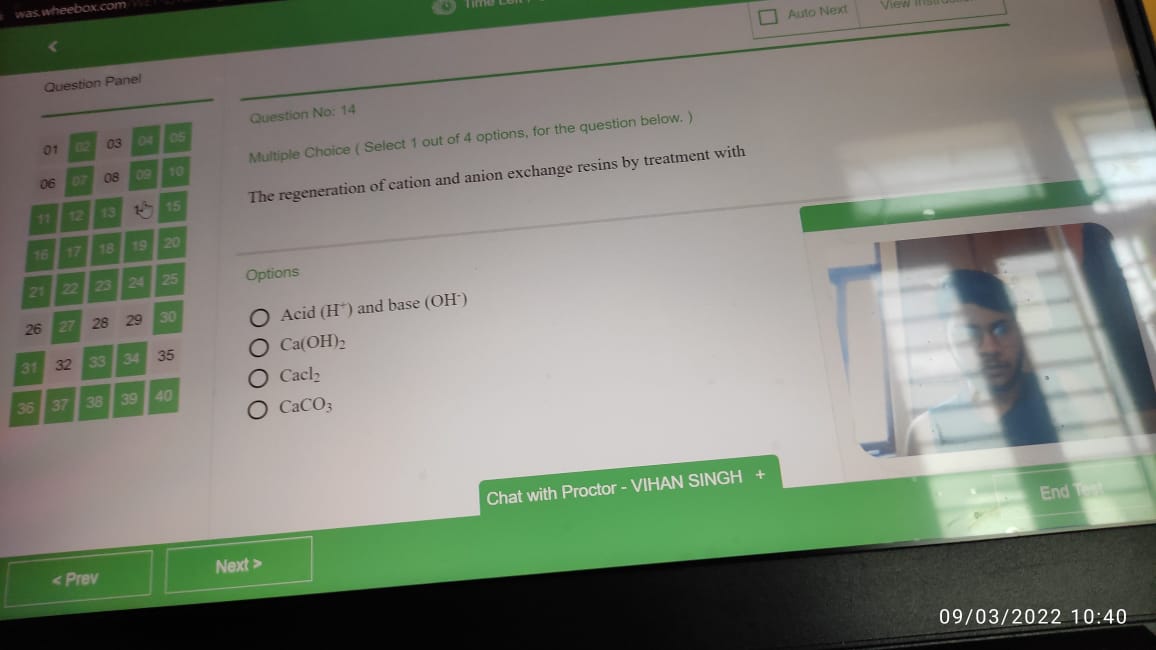 was.wheebox.com
Time Left
Auto Next
View
<
Question Panel
01 02 03 04 05
06 07 08 09 10
11 12 13 15
16 17 18 19 20
21 22 23 24 25
26 27 28 29 30
31 32 33 34 35
36 37 38 39 40
Question No: 14
Multiple Choice ( Select 1 out of 4 options, for the question below. )
The regeneration of cation and anion exchange resins by treatment with
Options
Acid (H⁺) and base (OH⁻)
Ca(OH)₂
Cacl₂
CaCO₃
Chat with Proctor - VIHAN SINGH +
End Test
< Prev
Next >
09/03/2022 10:40